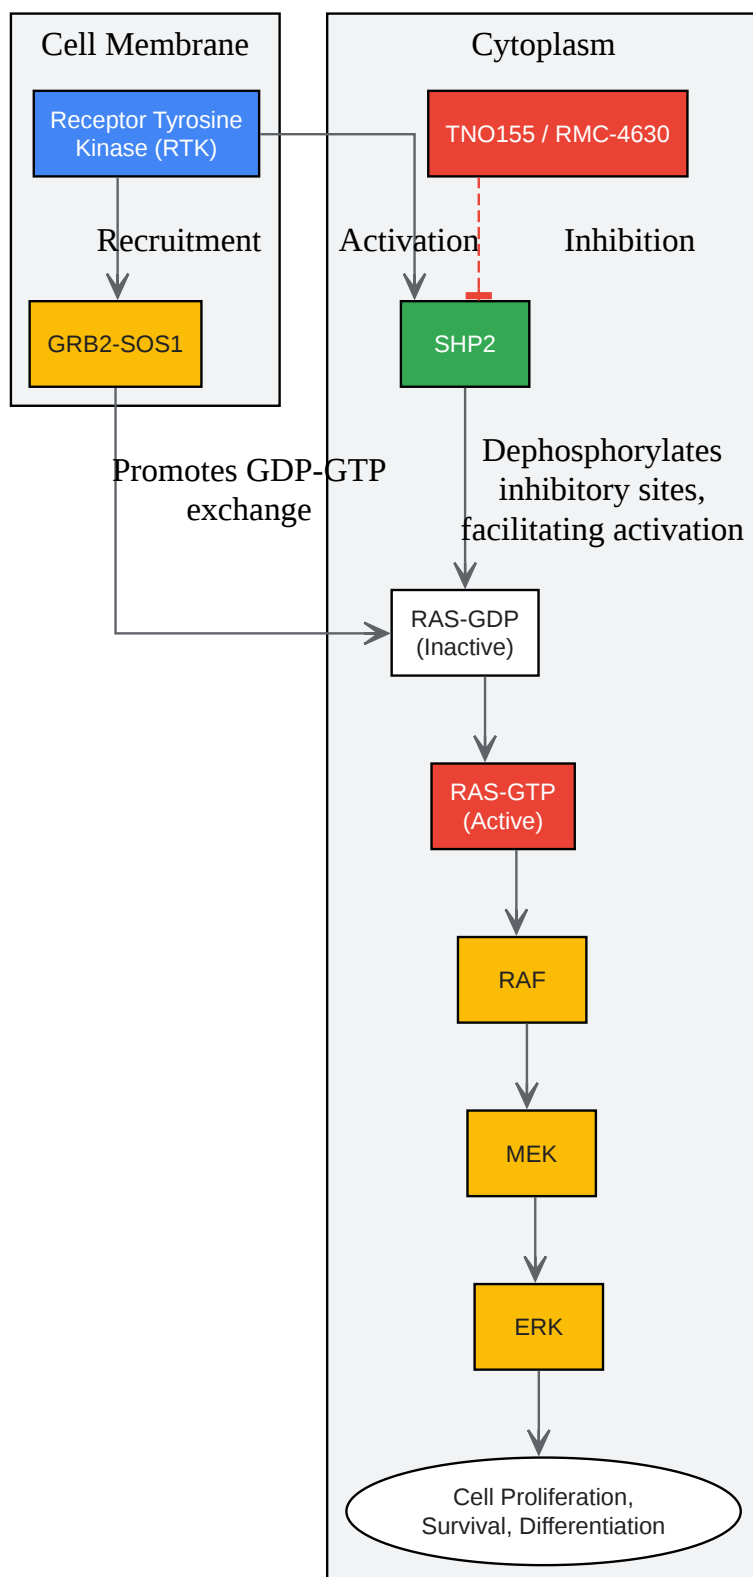 Cell Membrane
Cytoplasm
Receptor Tyrosine
Kinase (RTK)
TNO155 / RMC-4630
Recruitment
Activation
Inhibition
GRB2-SOS1
SHP2
Promotes GDP-GTP
exchange
Dephosphorylates
inhibitory sites,
facilitating activation
RAS-GDP
(Inactive)
RAS-GTP
(Active)
RAF
MEK
ERK
Cell Proliferation,
Survival, Differentiation